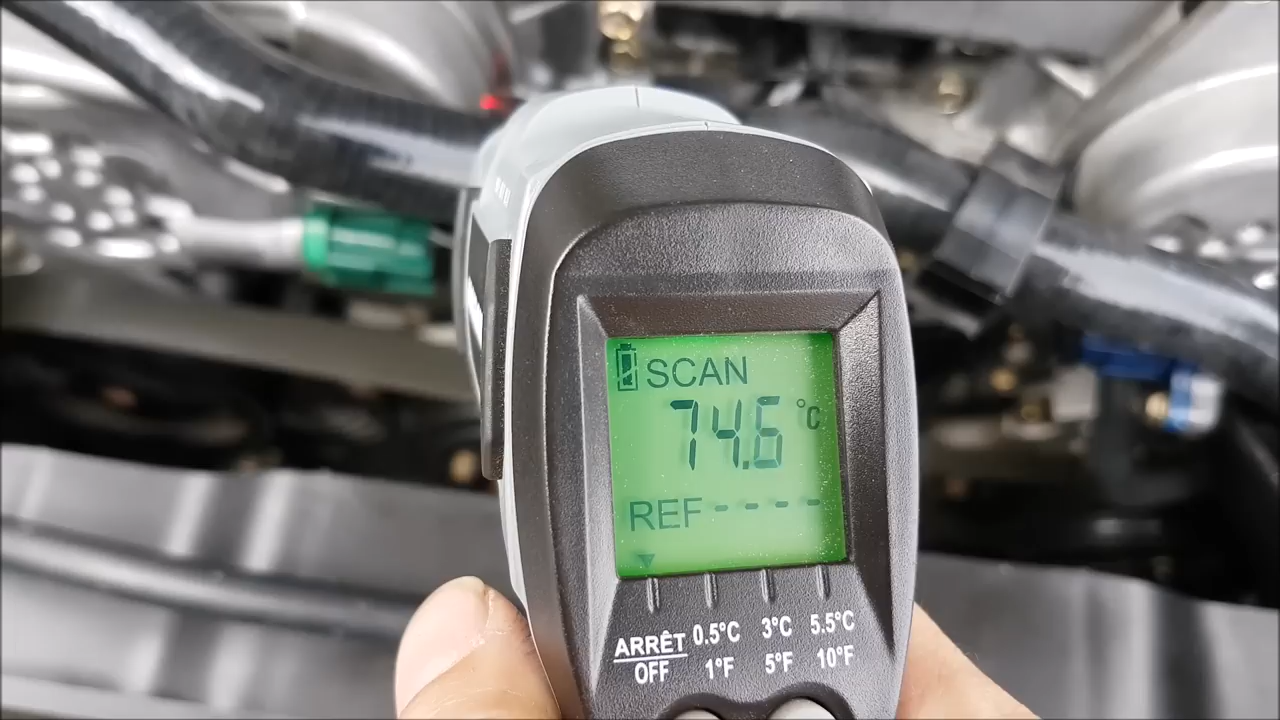 SCAN
74.6 °C
REF ----
ARRÊT 0.5°C 3°C 5.5°C
OFF 1°F 5°F 10°F